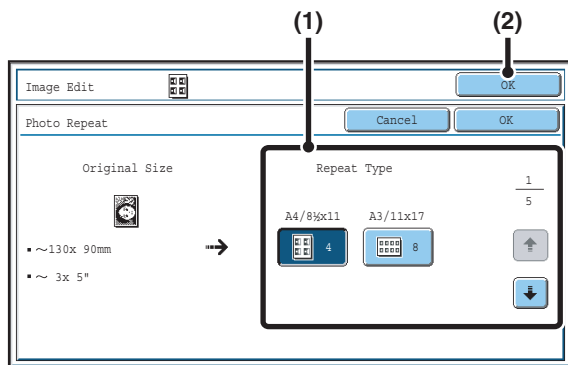 (1) (2)
Image Edit OK
Photo Repeat Cancel OK
Original Size Repeat Type
1
5
A4/8½x11 A3/11x17
4 8
▪ ～130x 90mm
▪ ～ 3x 5"